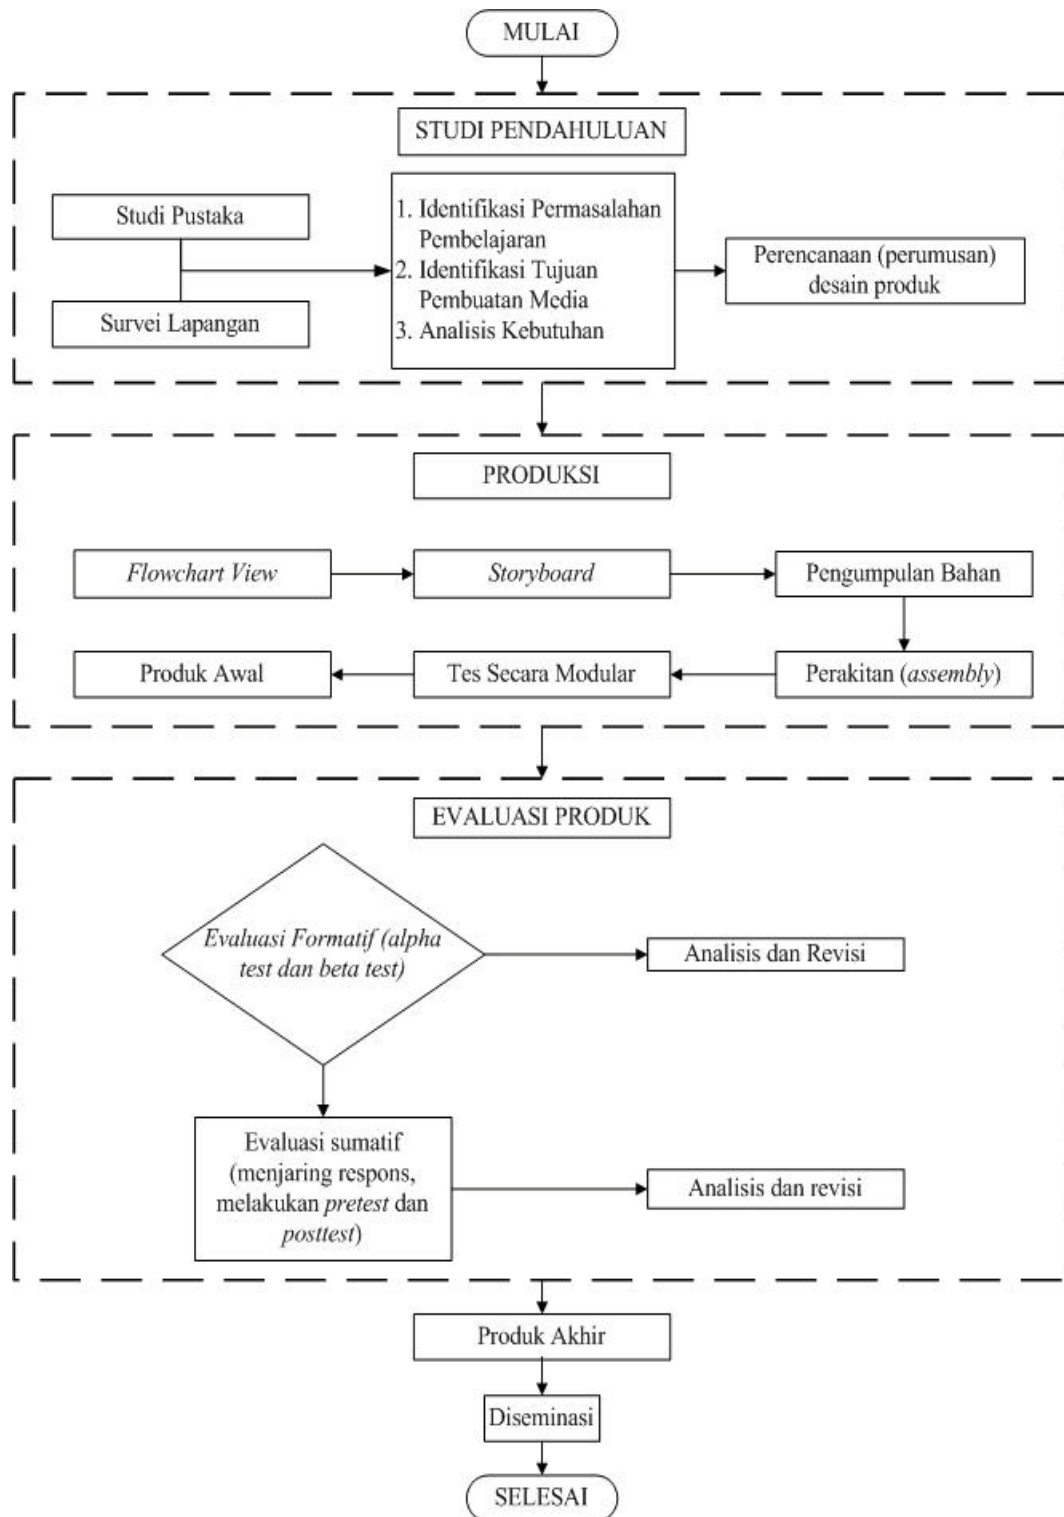 MULAI
STUDI PENDAHULUAN
Studi Pustaka
Survei Lapangan
1. Identifikasi Permasalahan
Pembelajaran
2. Identifikasi Tujuan
Pembuatan Media
3. Analisis Kebutuhan
Perencanaan (perumusan)
desain produk
PRODUKSI
Flowchart View
Storyboard
Pengumpulan Bahan
Perakitan (assembly)
Tes Secara Modular
Produk Awal
EVALUASI PRODUK
Evaluasi Formatif (alpha
test dan beta test)
Analisis dan Revisi
Evaluasi sumatif
(menjaring respons,
melakukan pretest dan
posttest)
Analisis dan revisi
Produk Akhir
Diseminasi
SELESAI